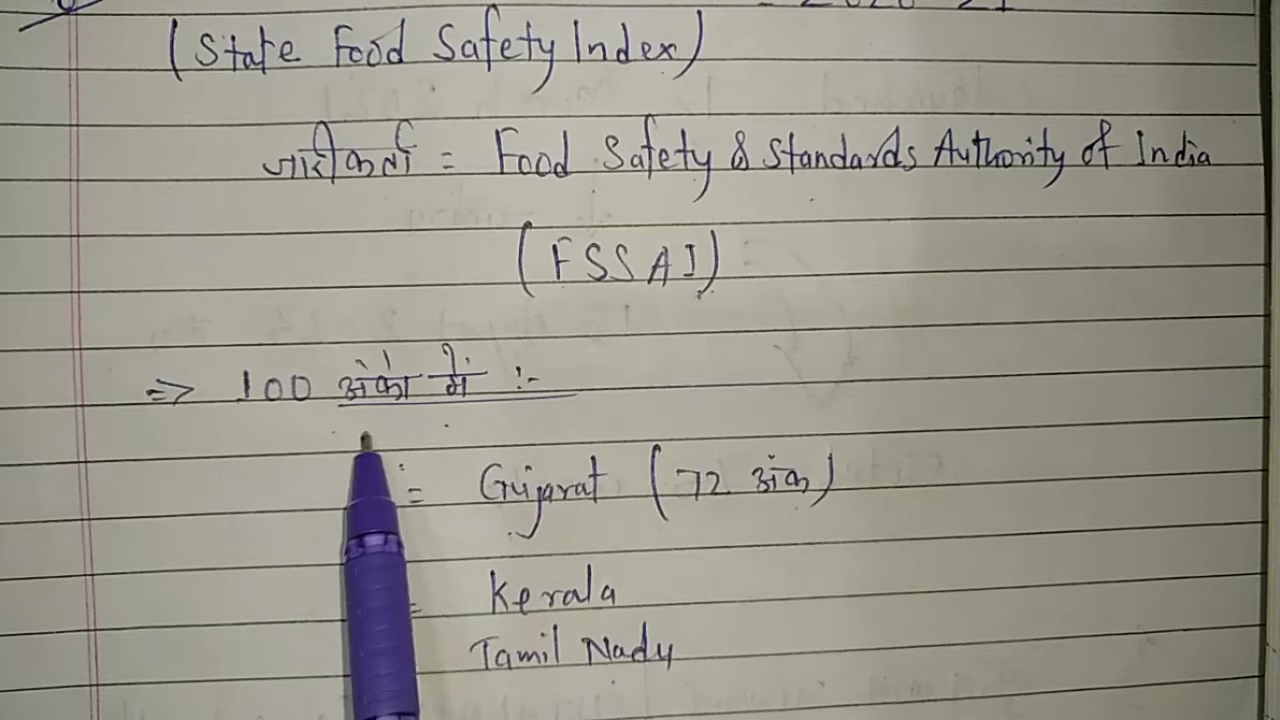 (State Food Safety Index)
जारीकर्ता = Food Safety & Standards Authority of India
(FSSAI)
=> 100 अंकों में :-
= Gujarat (72 अंक)
= Kerala
Tamil Nadu